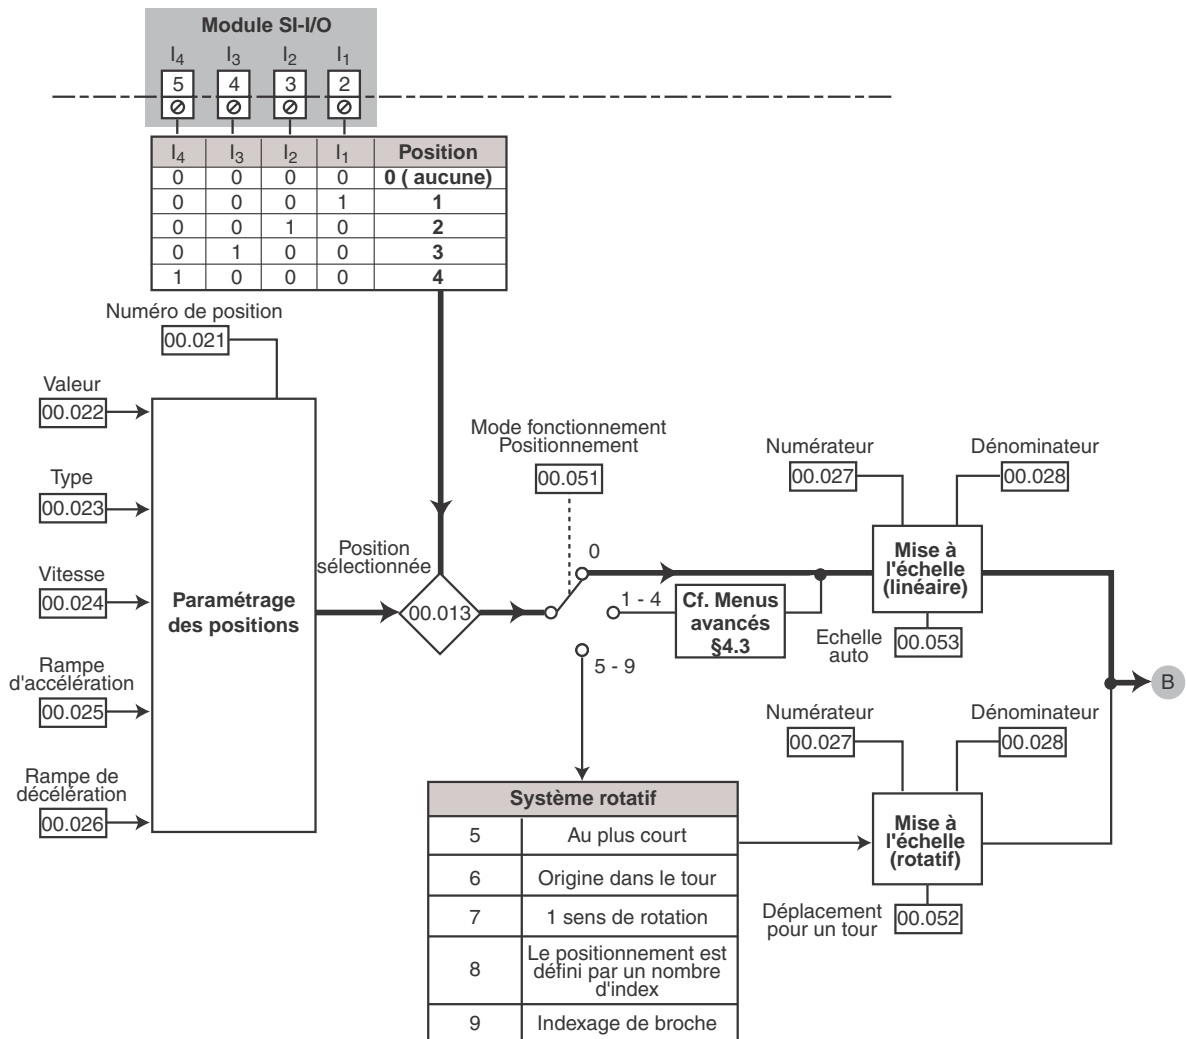 Module SI-I/O
I4 I3 I2 I1
5 4 3 2
I4 I3 I2 I1 Position
0 0 0 0 0 ( aucune)
0 0 0 1 1
0 0 1 0 2
0 1 0 0 3
1 0 0 0 4
Numéro de position
00.021
Valeur
00.022
Type
00.023
Vitesse
00.024
Rampe
d'accélération
00.025
Rampe de
décélération
00.026
Paramétrage
des positions
Position
sélectionnée
00.013
Mode fonctionnement
Positionnement
00.051
0
1 - 4
5 - 9
Cf. Menus
avancés
§4.3
Numérateur
00.027
Dénominateur
00.028
Mise à
l'échelle
(linéaire)
Echelle
auto
00.053
B
Numérateur
00.027
Dénominateur
00.028
Mise à
l'échelle
(rotatif)
Déplacement
pour un tour
00.052
Système rotatif
5 Au plus court
6 Origine dans le tour
7 1 sens de rotation
8 Le positionnement est
défini par un nombre
d'index
9 Indexage de broche